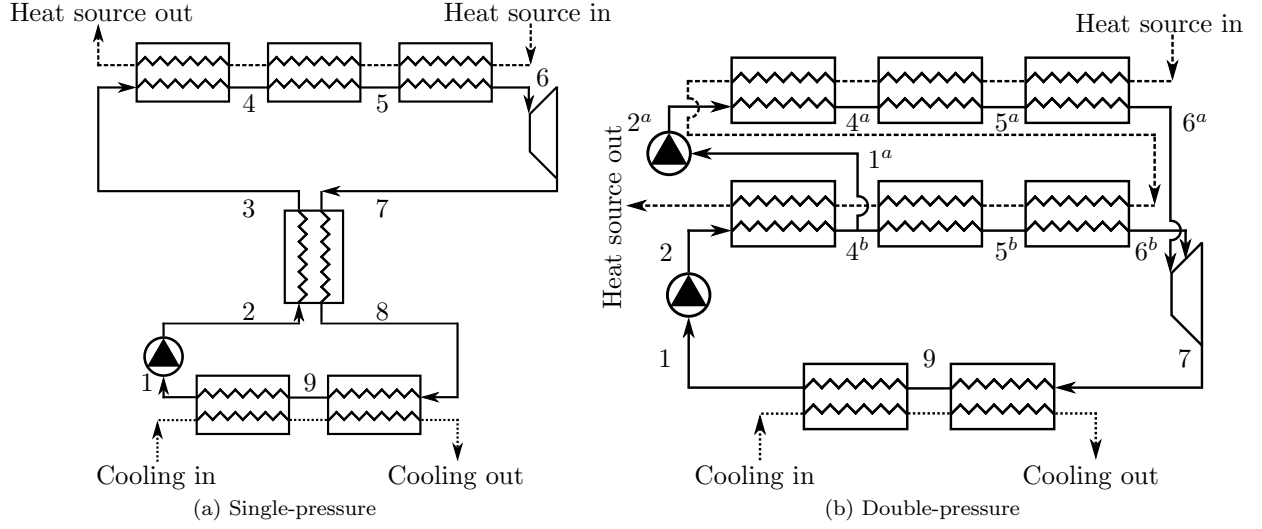 Heat source out
Heat source in
6
4
5
3
7
2
8
1
9
Cooling in
Cooling out
(a) Single-pressure
Heat source in
2^a
4^a
5^a
6^a
1^a
Heat source out
2
4^b
5^b
6^b
1
9
7
Cooling in
Cooling out
(b) Double-pressure